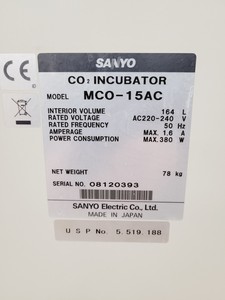 SANYO
CO₂ INCUBATOR
MODEL MCO-15AC
INTERIOR VOLUME 164 L
RATED VOLTAGE AC220-240 V
RATED FREQUENCY 50 Hz
AMPERAGE MAX. 1.6 A
POWER CONSUMPTION MAX. 380 W
NET WEIGHT 78 kg
SERIAL NO. 08120393
SANYO Electric Co., Ltd.
MADE IN JAPAN
U S P No. 5.519.188
CE